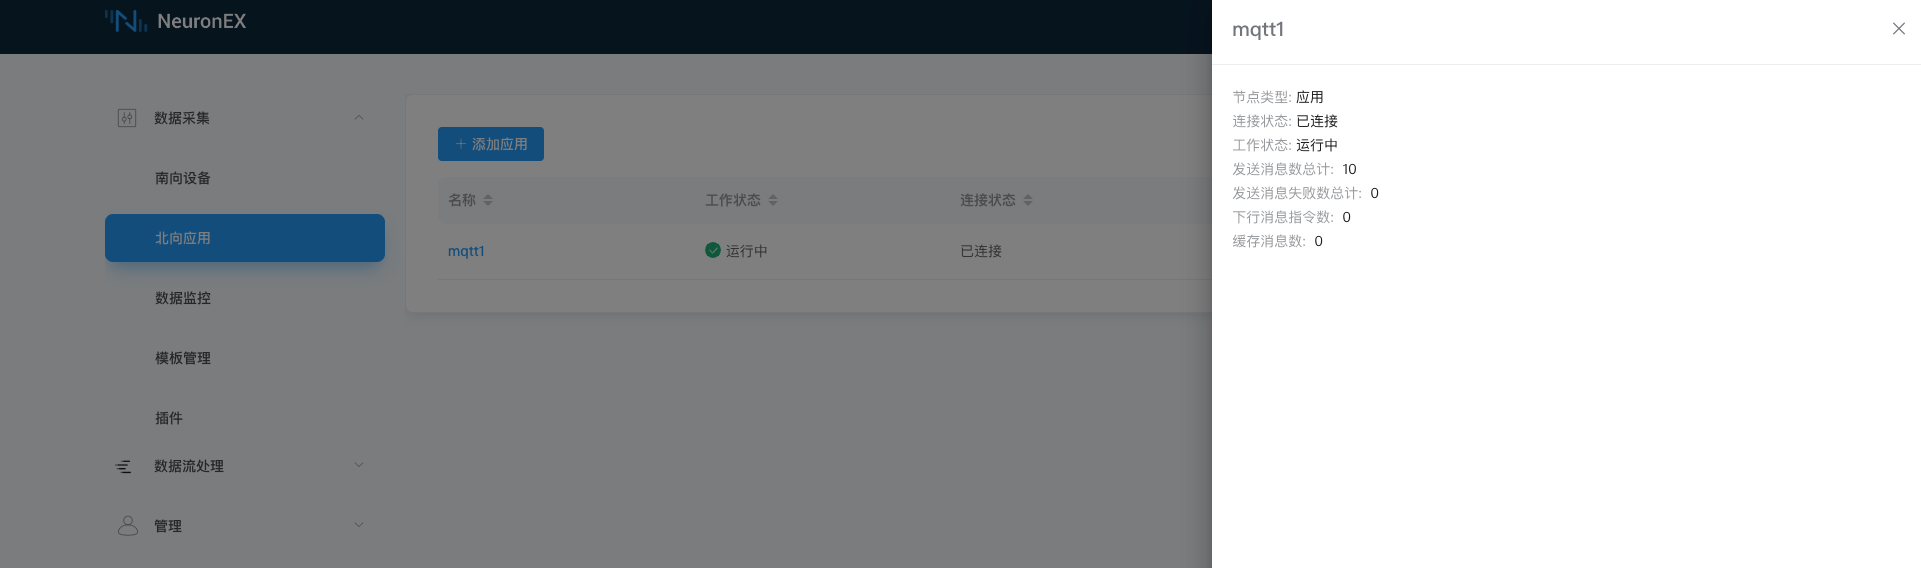 NeuronEX
数据采集
南向设备
北向应用
数据监控
模板管理
插件
数据流处理
管理
添加应用
名称 工作状态 连接状态
mqtt1 运行中 已连接
mqtt1
节点类型: 应用
连接状态: 已连接
工作状态: 运行中
发送消息数总计: 10
发送消息失败数总计: 0
下行消息指令数: 0
缓存消息数: 0